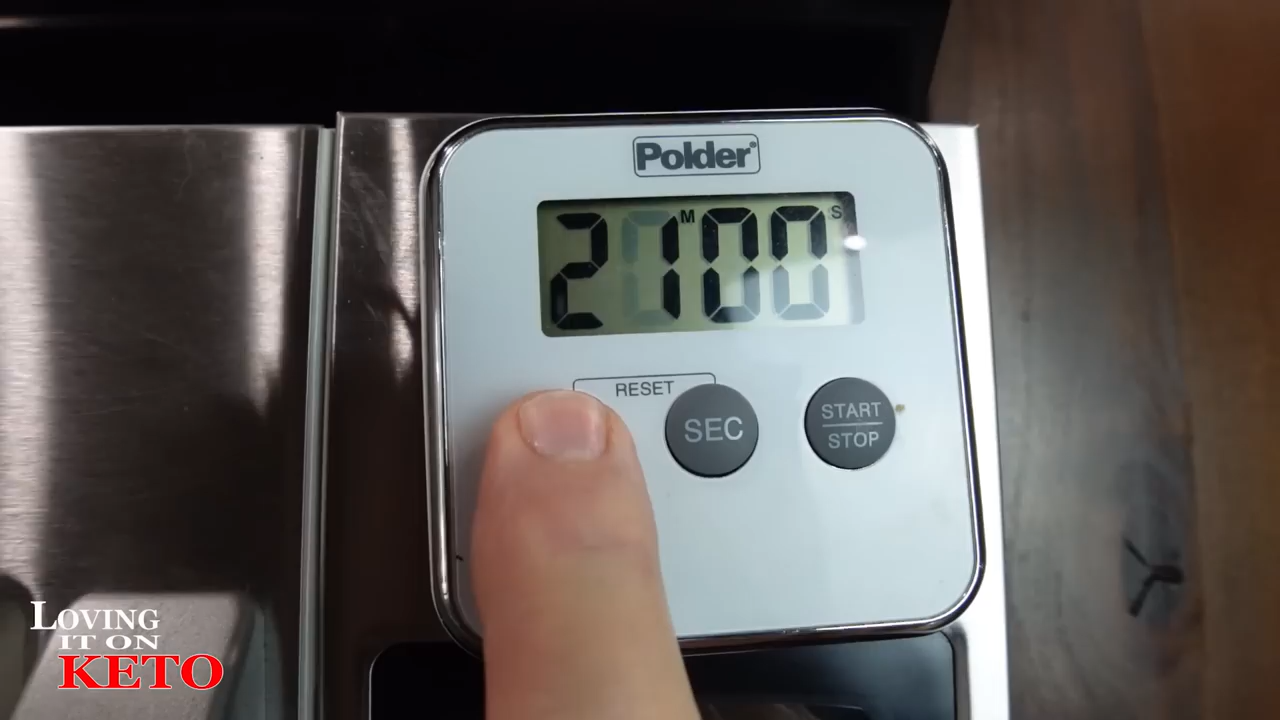 Polder®
21 M 00 S
RESET
SEC
START
STOP
LOVING
IT ON
KETO